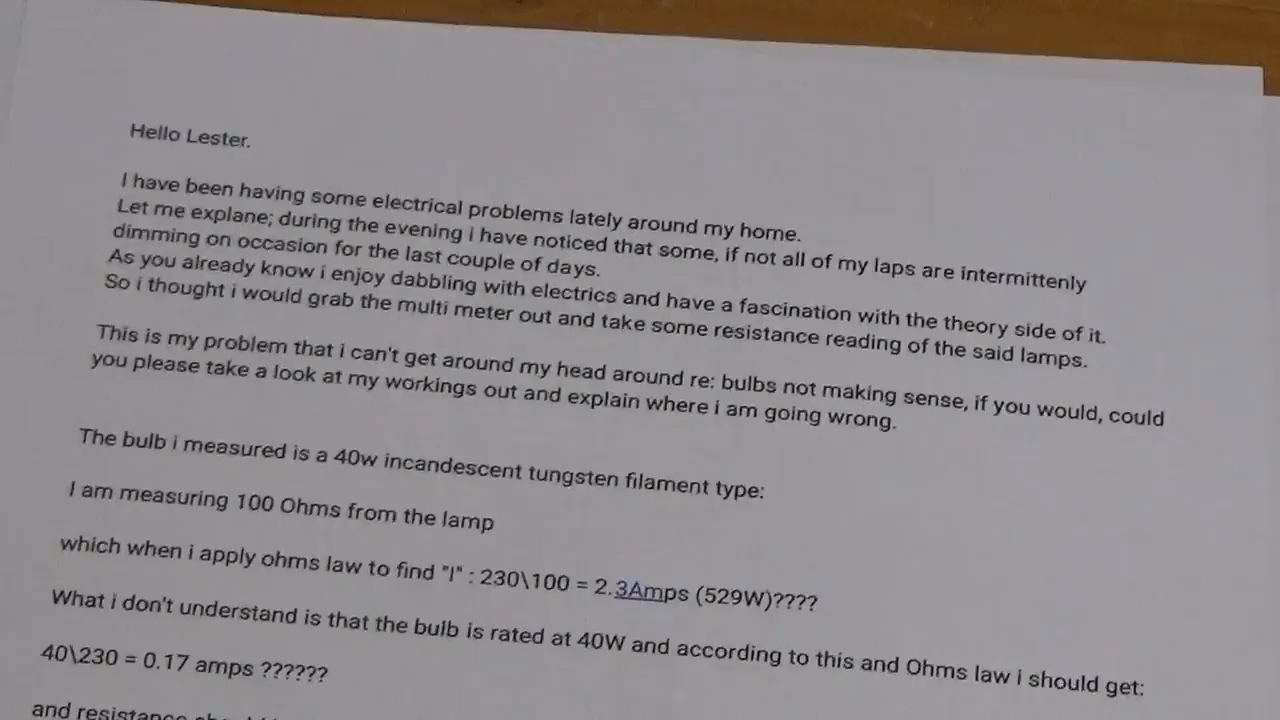 Hello Lester.
I have been having some electrical problems lately around my home.
Let me explane; during the evening i have noticed that some, if not all of my laps are intermittenly
dimming on occasion for the last couple of days.
As you already know i enjoy dabbling with electrics and have a fascination with the theory side of it.
So i thought i would grab the multi meter out and take some resistance reading of the said lamps.
This is my problem that i can't get around my head around re: bulbs not making sense, if you would, could
you please take a look at my workings out and explain where i am going wrong.
The bulb i measured is a 40w incandescent tungsten filament type:
I am measuring 100 Ohms from the lamp
which when i apply ohms law to find "I" : 230\100 = 2.3Amps (529W)????
What i don't understand is that the bulb is rated at 40W and according to this and Ohms law i should get:
40\230 = 0.17 amps ??????
and resistance